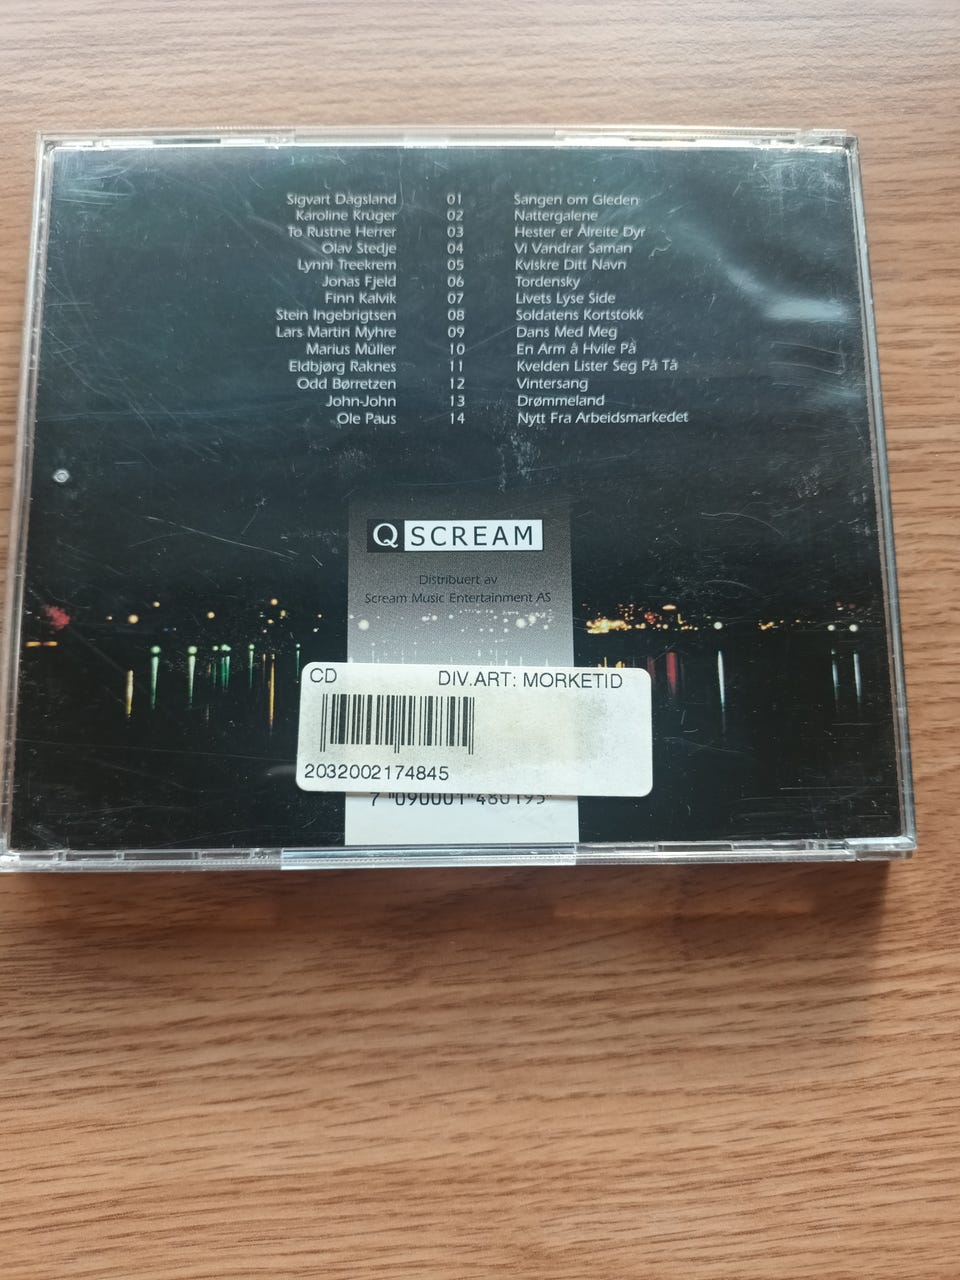 Sigvart Dagsland 01 Sangen om Gleden
Karoline Krüger 02 Nattergalene
To Rustne Herrer 03 Hester er Ålreite Dyr
Olav Stedje 04 Vi Vandrar Saman
Lynni Treekrem 05 Kviskre Ditt Navn
Jonas Fjeld 06 Tordensky
Finn Kalvik 07 Livets Lyse Side
Stein Ingebrigtsen 08 Soldatens Kortstokk
Lars Martin Myhre 09 Dans Med Meg
Marius Müller 10 En Arm å Hvile På
Eldbjørg Raknes 11 Kvelden Lister Seg På Tå
Odd Børretzen 12 Vintersang
John-John 13 Drømmeland
Ole Paus 14 Nytt Fra Arbeidsmarkedet
Q SCREAM
Distribuert av
Scream Music Entertainment AS
CD DIV.ART: MORKETID
2032002174845
7 "090001"480195"